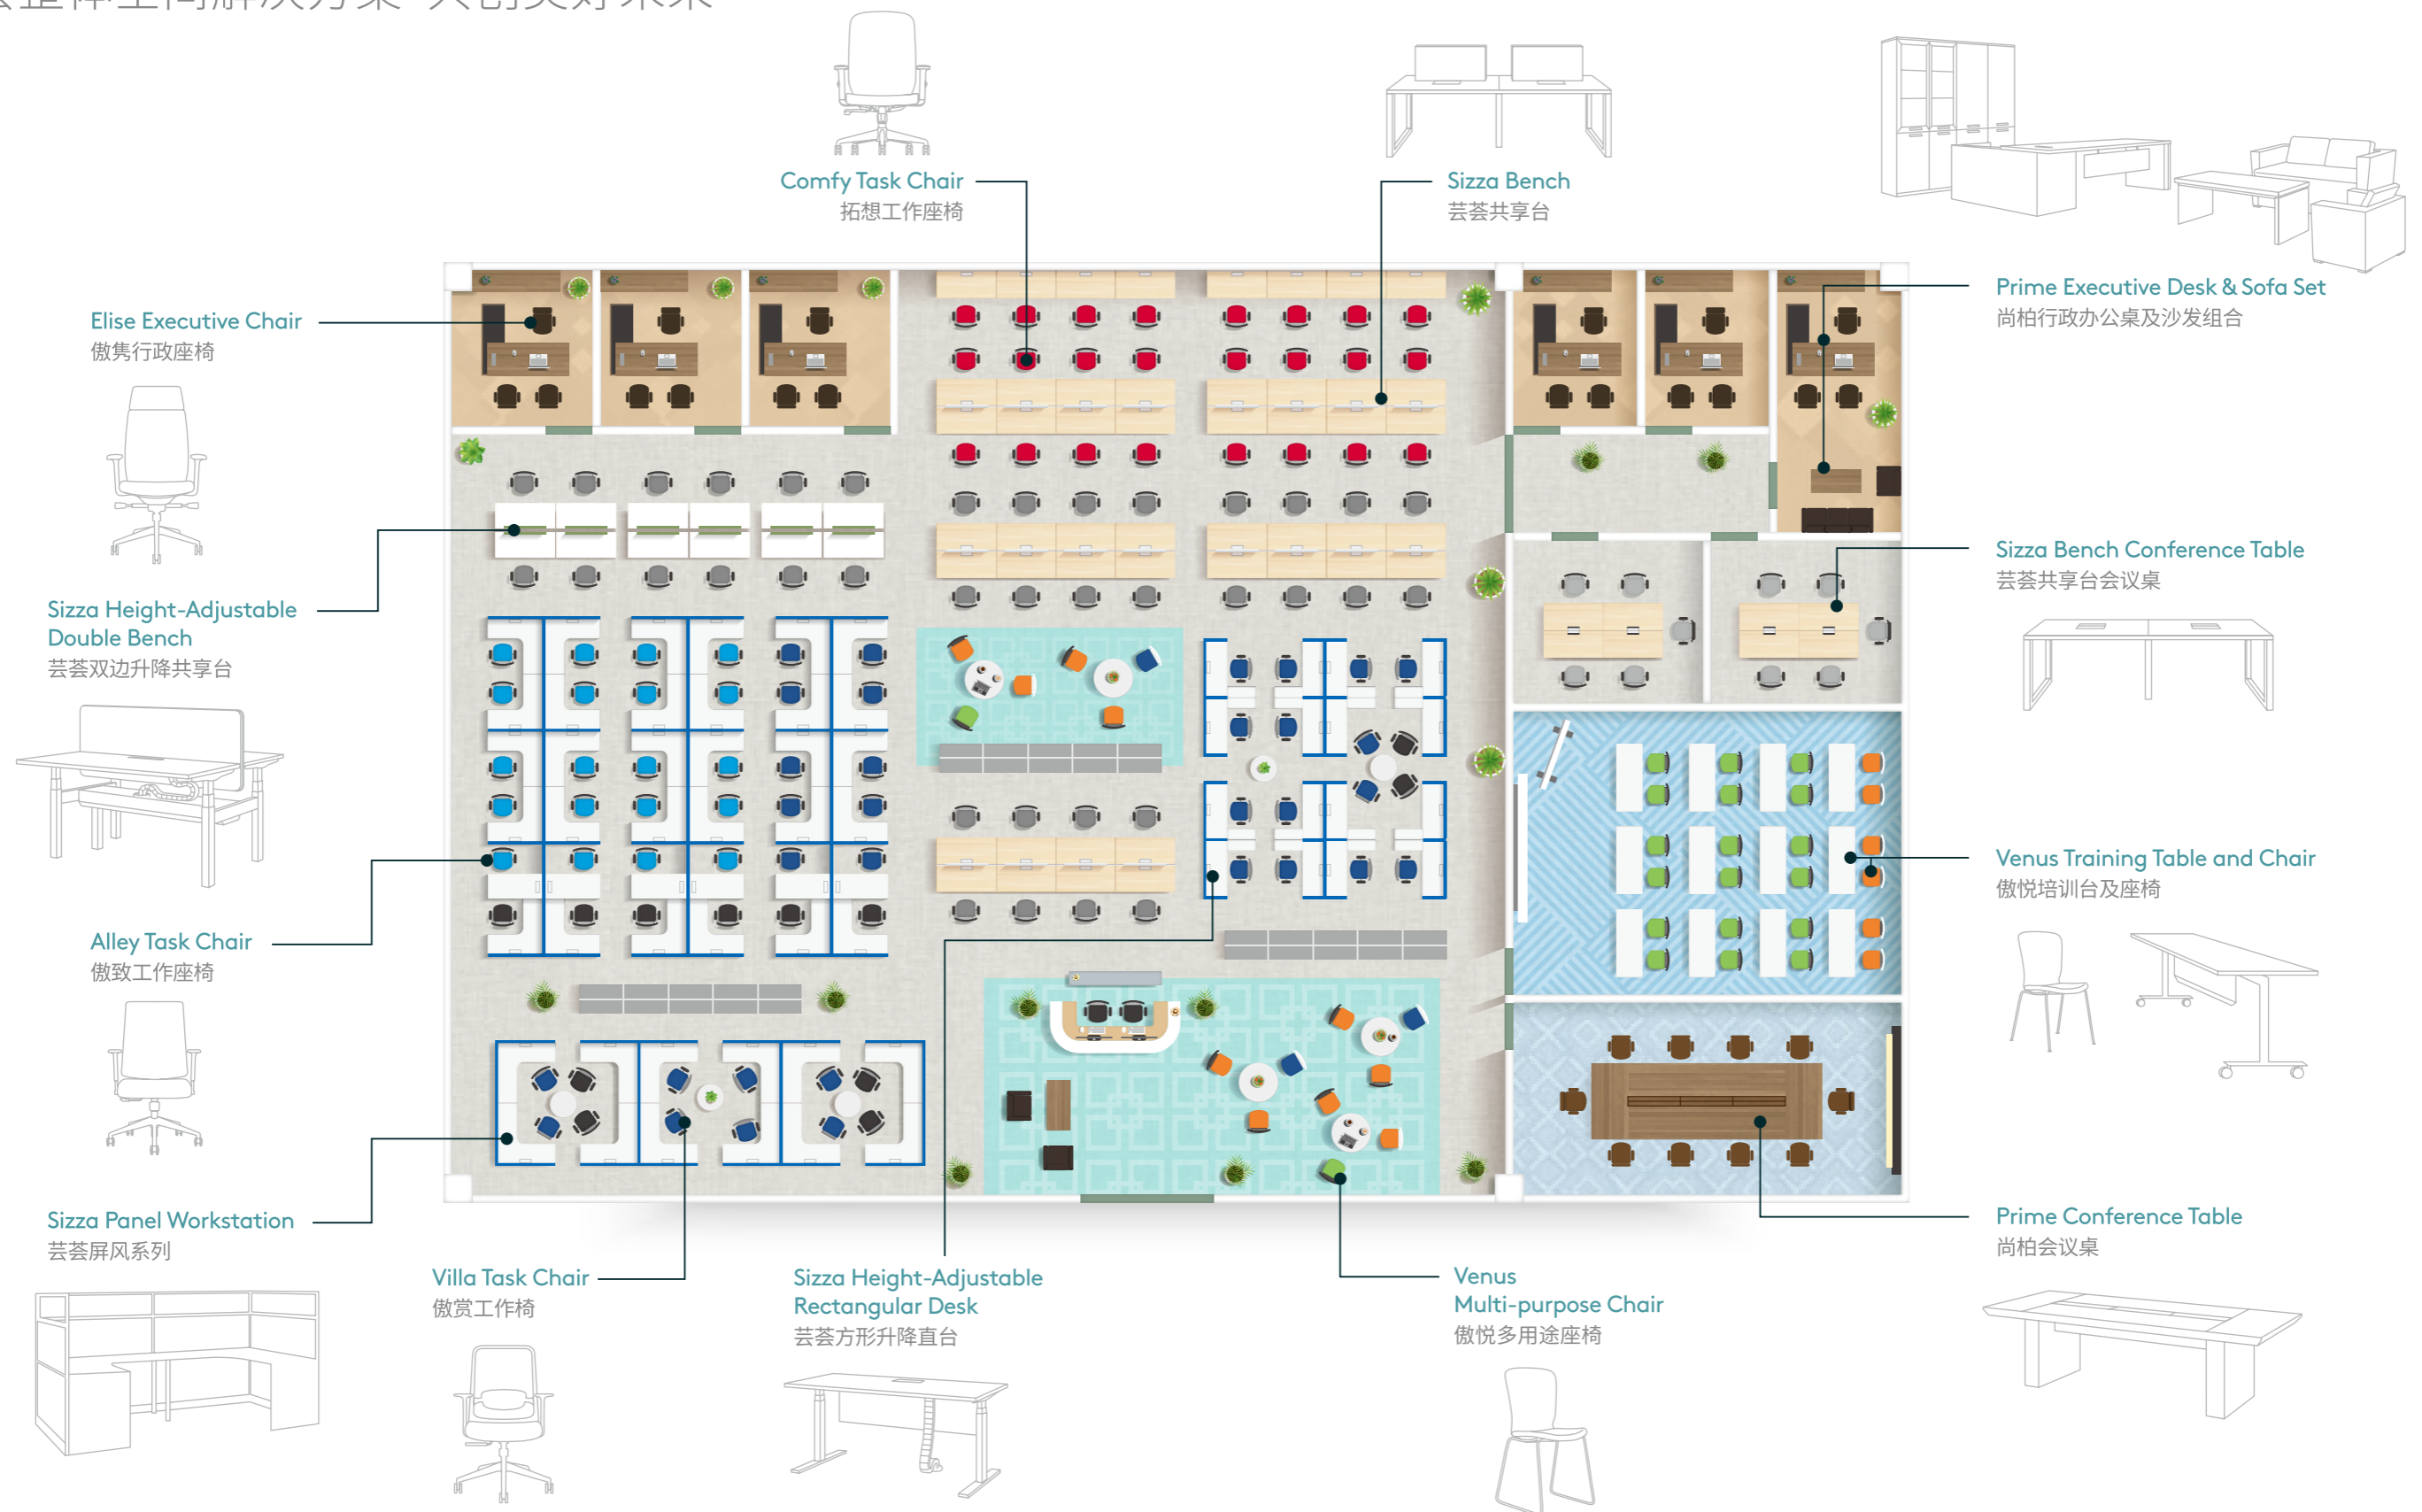 Comfy Task Chair
拓想工作座椅
Sizza Bench
芸荟共享台
Elise Executive Chair
傲隽行政座椅
Prime Executive Desk & Sofa Set
尚柏行政办公桌及沙发组合
Sizza Height-Adjustable
Double Bench
芸荟双边升降共享台
Sizza Bench Conference Table
芸荟共享台会议桌
Alley Task Chair
傲致工作座椅
Venus Training Table and Chair
傲悦培训台及座椅
Sizza Panel Workstation
芸荟屏风系列
Prime Conference Table
尚柏会议桌
Villa Task Chair
傲赏工作椅
Sizza Height-Adjustable
Rectangular Desk
芸荟方形升降直台
Venus
Multi-purpose Chair
傲悦多用途座椅